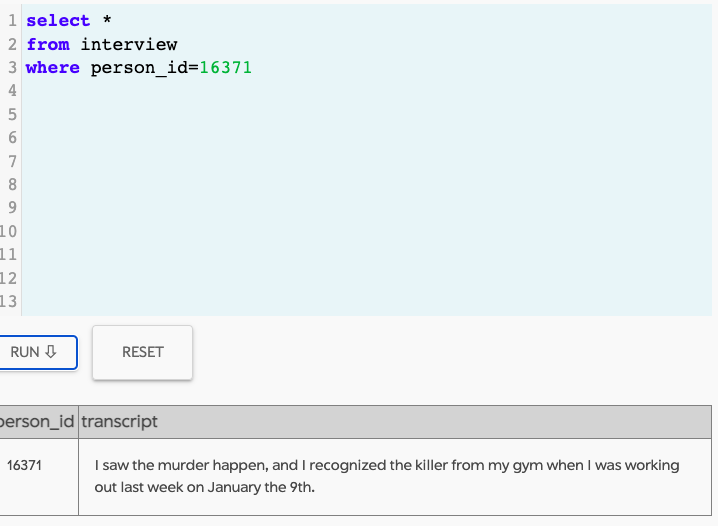 1 select *
2 from interview
3 where person_id=16371
4
5
6
7
8
9
10
11
12
13
RUN ⇩ RESET
person_id transcript
16371 I saw the murder happen, and I recognized the killer from my gym when I was working
out last week on January the 9th.